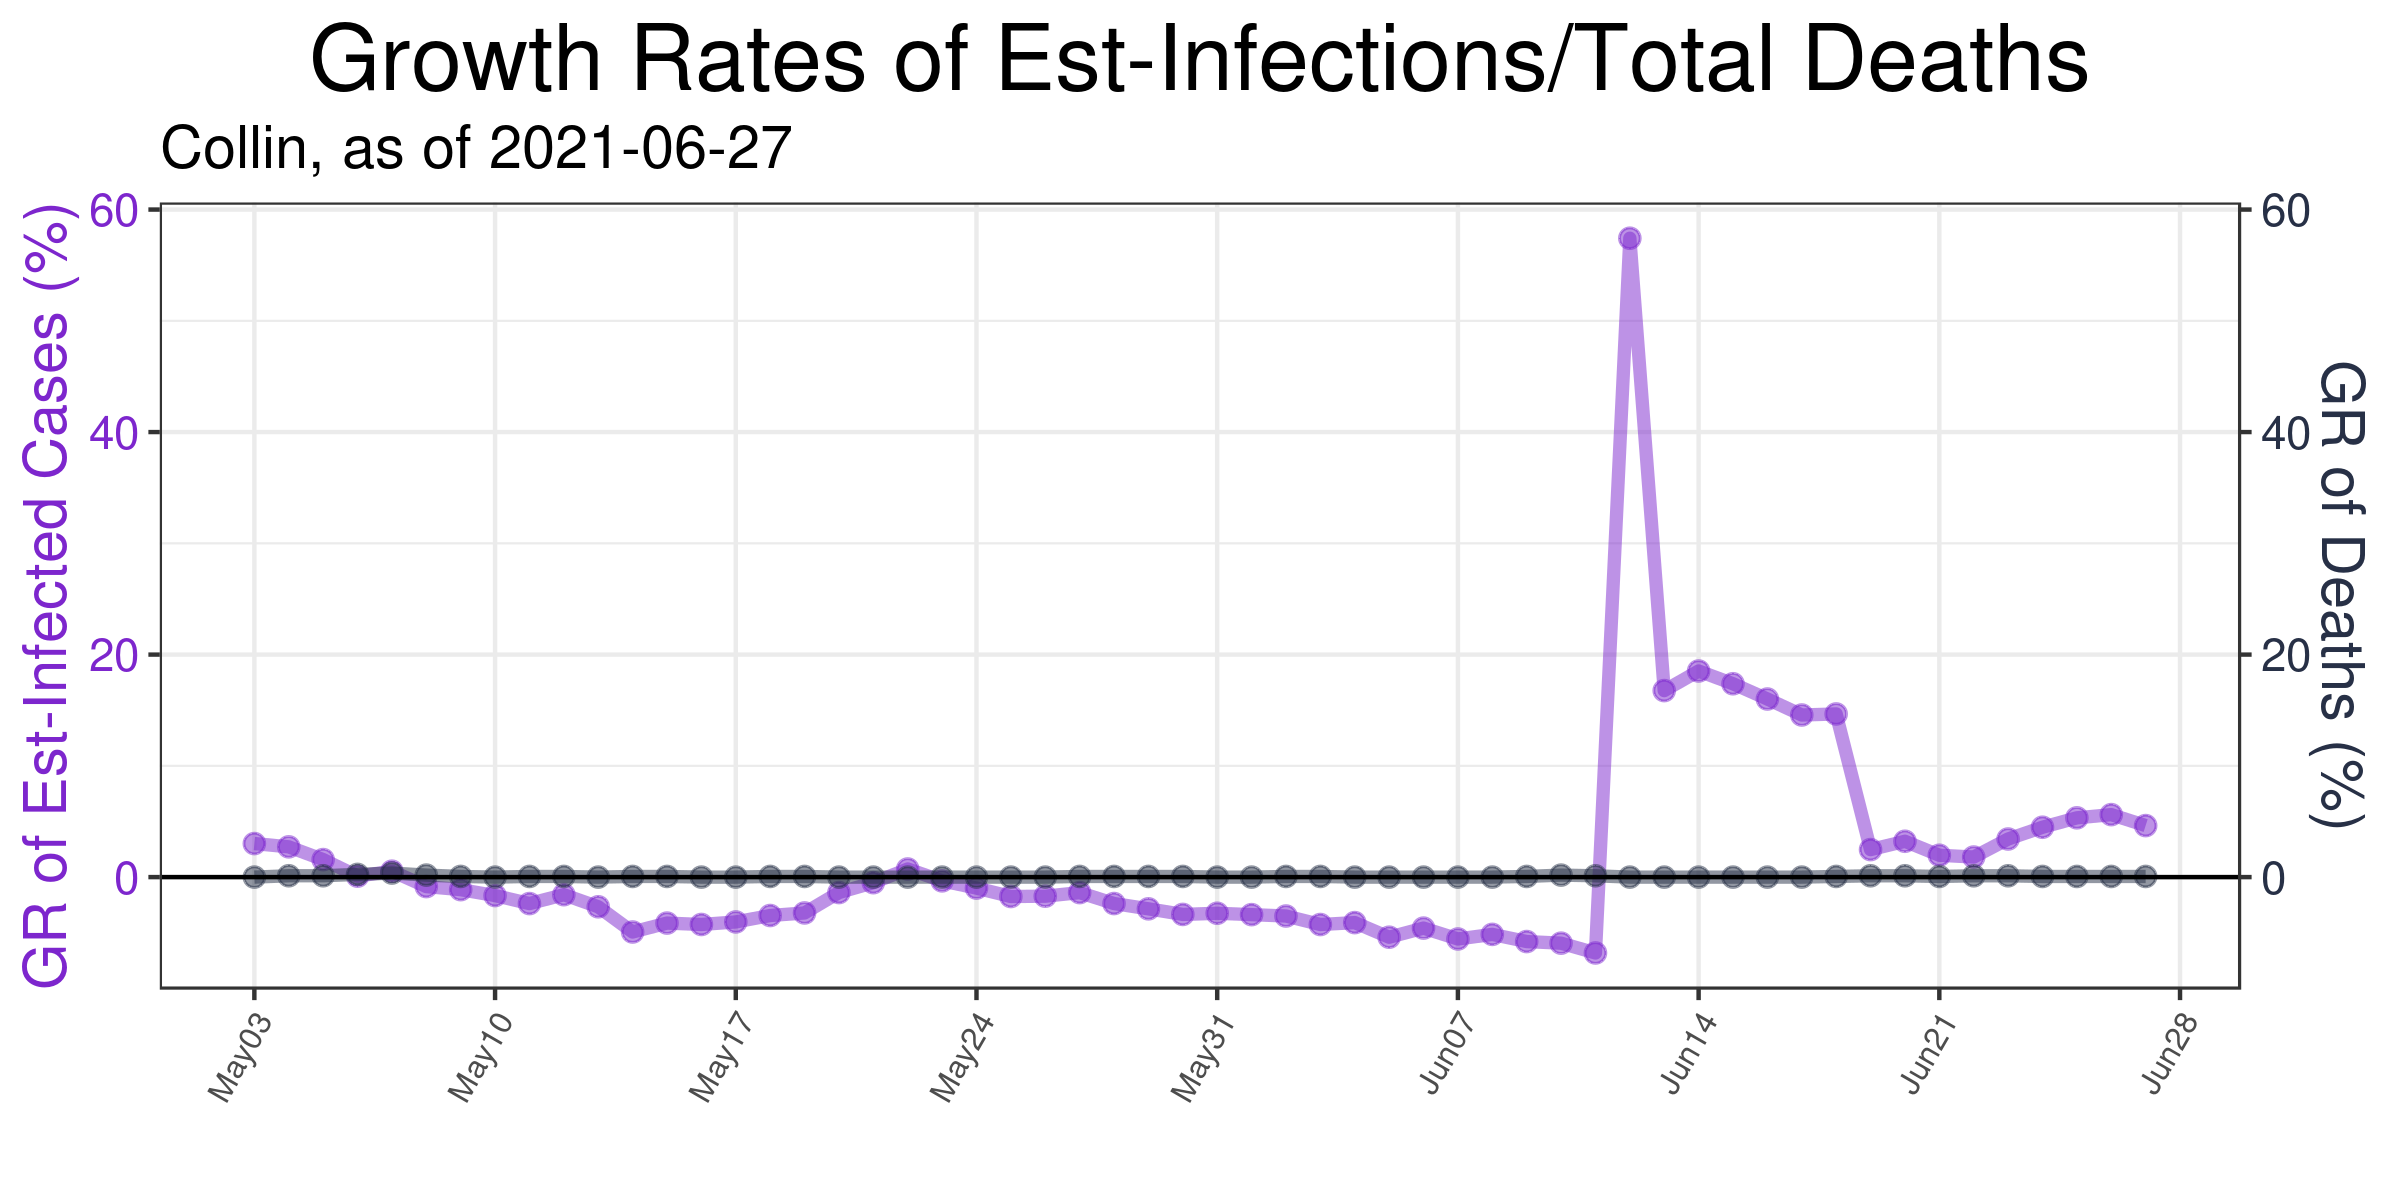 Growth Rates of Est-Infections/Total Deaths
Collin, as of 2021-06-27
GR of Est-Infected Cases (%)
60
40
20
0
60
40
20
0
GR of Deaths (%)
May03
May10
May17
May24
May31
Jun07
Jun14
Jun21
Jun28